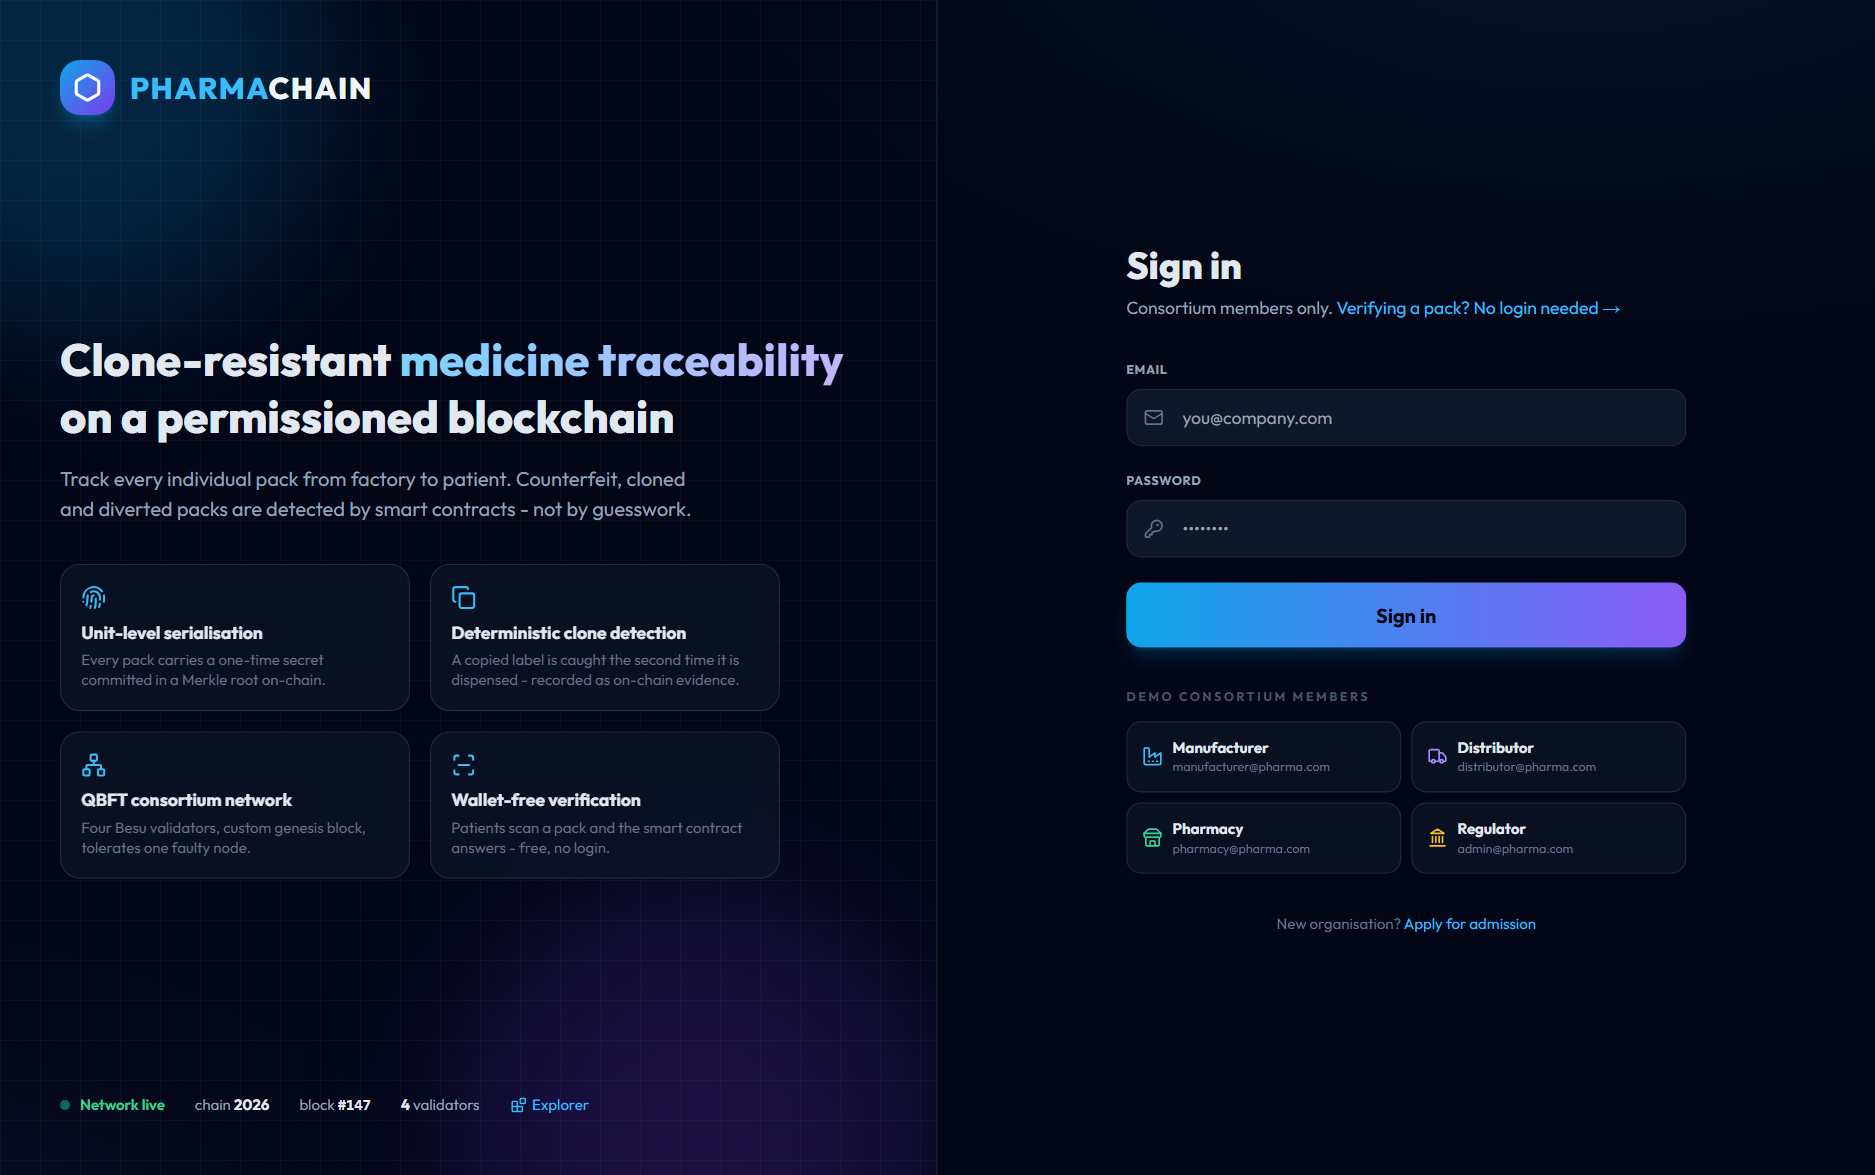 PHARMACHAIN
Clone-resistant medicine traceability
on a permissioned blockchain
Track every individual pack from factory to patient. Counterfeit, cloned
and diverted packs are detected by smart contracts - not by guesswork.
Unit-level serialisation
Every pack carries a one-time secret
committed in a Merkle root on-chain.
Deterministic clone detection
A copied label is caught the second time it is
dispensed - recorded as on-chain evidence.
QBFT consortium network
Four Besu validators, custom genesis block,
tolerates one faulty node.
Wallet-free verification
Patients scan a pack and the smart contract
answers - free, no login.
Network live chain 2026 block #147 4 validators Explorer
Sign in
Consortium members only. Verifying a pack? No login needed →
EMAIL
you@company.com
PASSWORD
••••••••
Sign in
DEMO CONSORTIUM MEMBERS
Manufacturer
manufacturer@pharma.com
Distributor
distributor@pharma.com
Pharmacy
pharmacy@pharma.com
Regulator
admin@pharma.com
New organisation? Apply for admission